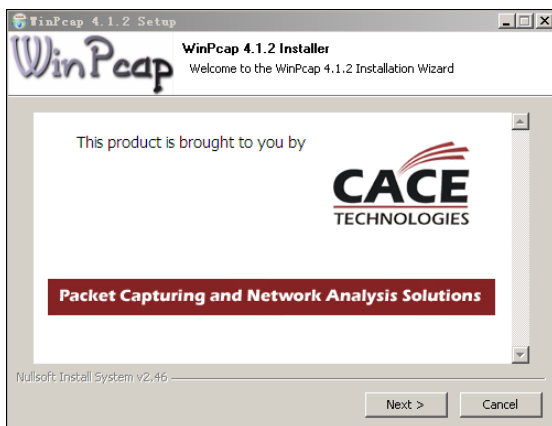 WinPcap 4.1.2 Setup
WinPcap
WinPcap 4.1.2 Installer
Welcome to the WinPcap 4.1.2 Installation Wizard
This product is brought to you by
CACE
TECHNOLOGIES
Packet Capturing and Network Analysis Solutions
Nullsoft Install System v2.46
Next >
Cancel